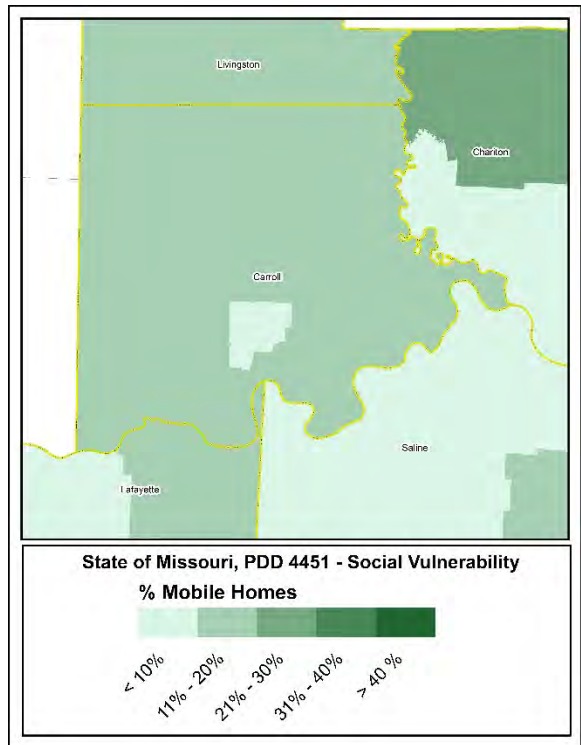 Livingston
Chariton
Carroll
Saline
Lafayette
State of Missouri, PDD 4451 - Social Vulnerability
% Mobile Homes
< 10%
11% - 20%
21% - 30%
31% - 40%
> 40 %